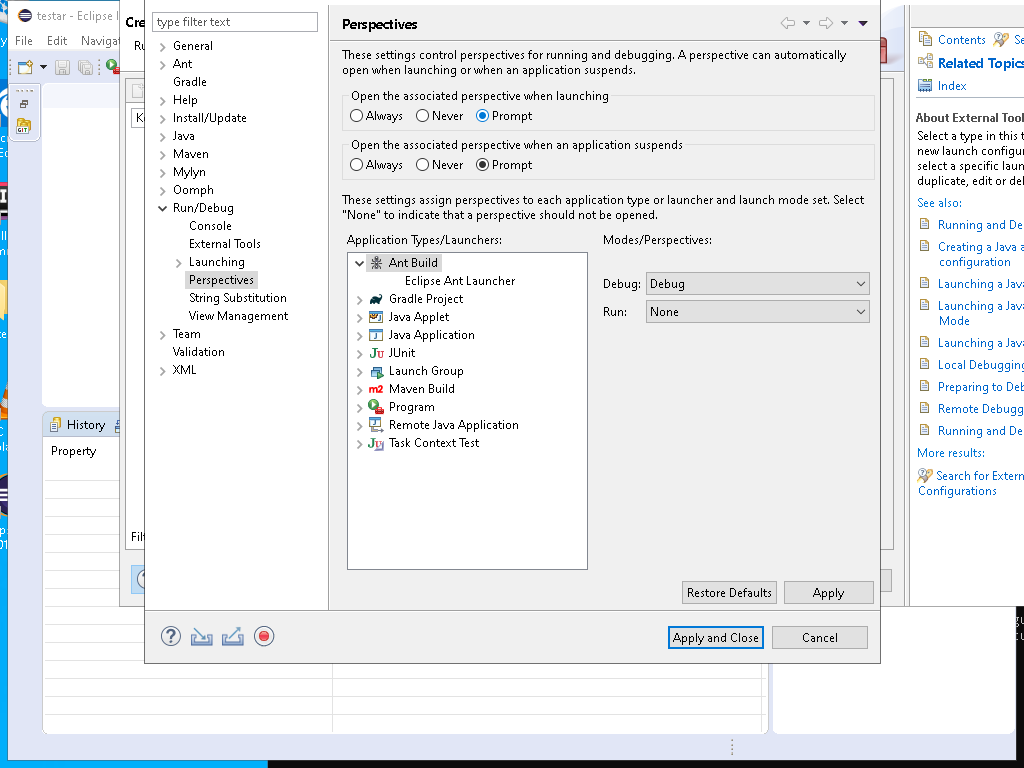 testar - Eclipse I
File
Edit
Navigat
GIT
History
Property
Cre
Ru
Filt
type filter text
General
Ant
Gradle
Help
Install/Update
Java
Maven
Mylyn
Oomph
Run/Debug
Console
External Tools
Launching
Perspectives
String Substitution
View Management
Team
Validation
XML
Perspectives
These settings control perspectives for running and debugging. A perspective can automatically
open when launching or when an application suspends.
Open the associated perspective when launching
Always
Never
Prompt
Open the associated perspective when an application suspends
Always
Never
Prompt
These settings assign perspectives to each application type or launcher and launch mode set. Select
"None" to indicate that a perspective should not be opened.
Application Types/Launchers:
Modes/Perspectives:
Ant Build
Eclipse Ant Launcher
Gradle Project
Java Applet
Java Application
JUnit
Launch Group
Maven Build
Program
Remote Java Application
Task Context Test
Debug:
Debug
Run:
None
Restore Defaults
Apply
Apply and Close
Cancel
Contents
Se
Related Topics
Index
About External Tool
Select a type in this t
new launch configur
select a specific laun
duplicate, edit or del
See also:
Running and De
Creating a Java a
configuration
Launching a Java
Launching a Java
Mode
Launching a Java
Local Debugging
Preparing to Deb
Remote Debugg
Running and De
More results:
Search for Extern
Configurations